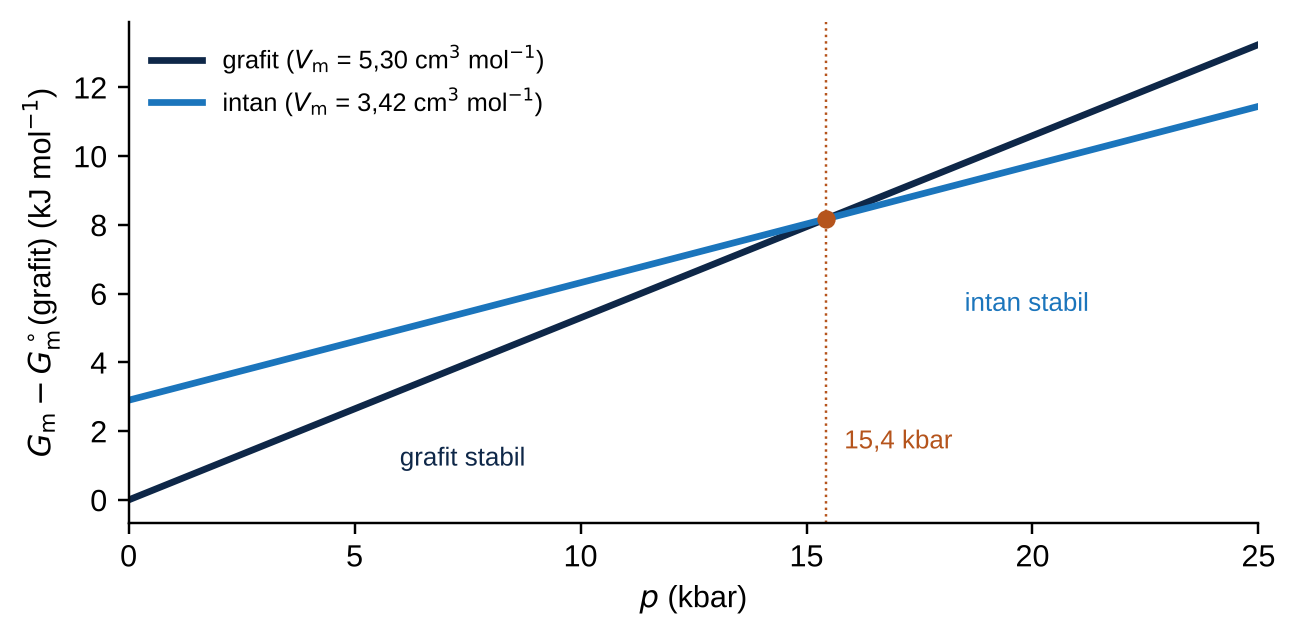 grafit (Vₘ = 5,30 cm³ mol⁻¹)
intan (Vₘ = 3,42 cm³ mol⁻¹)
Gₘ − Gₘ° (grafit) (kJ mol⁻¹)
12
10
8
6
4
2
0
intan stabil
15,4 kbar
grafit stabil
0 5 10 15 20 25
p (kbar)